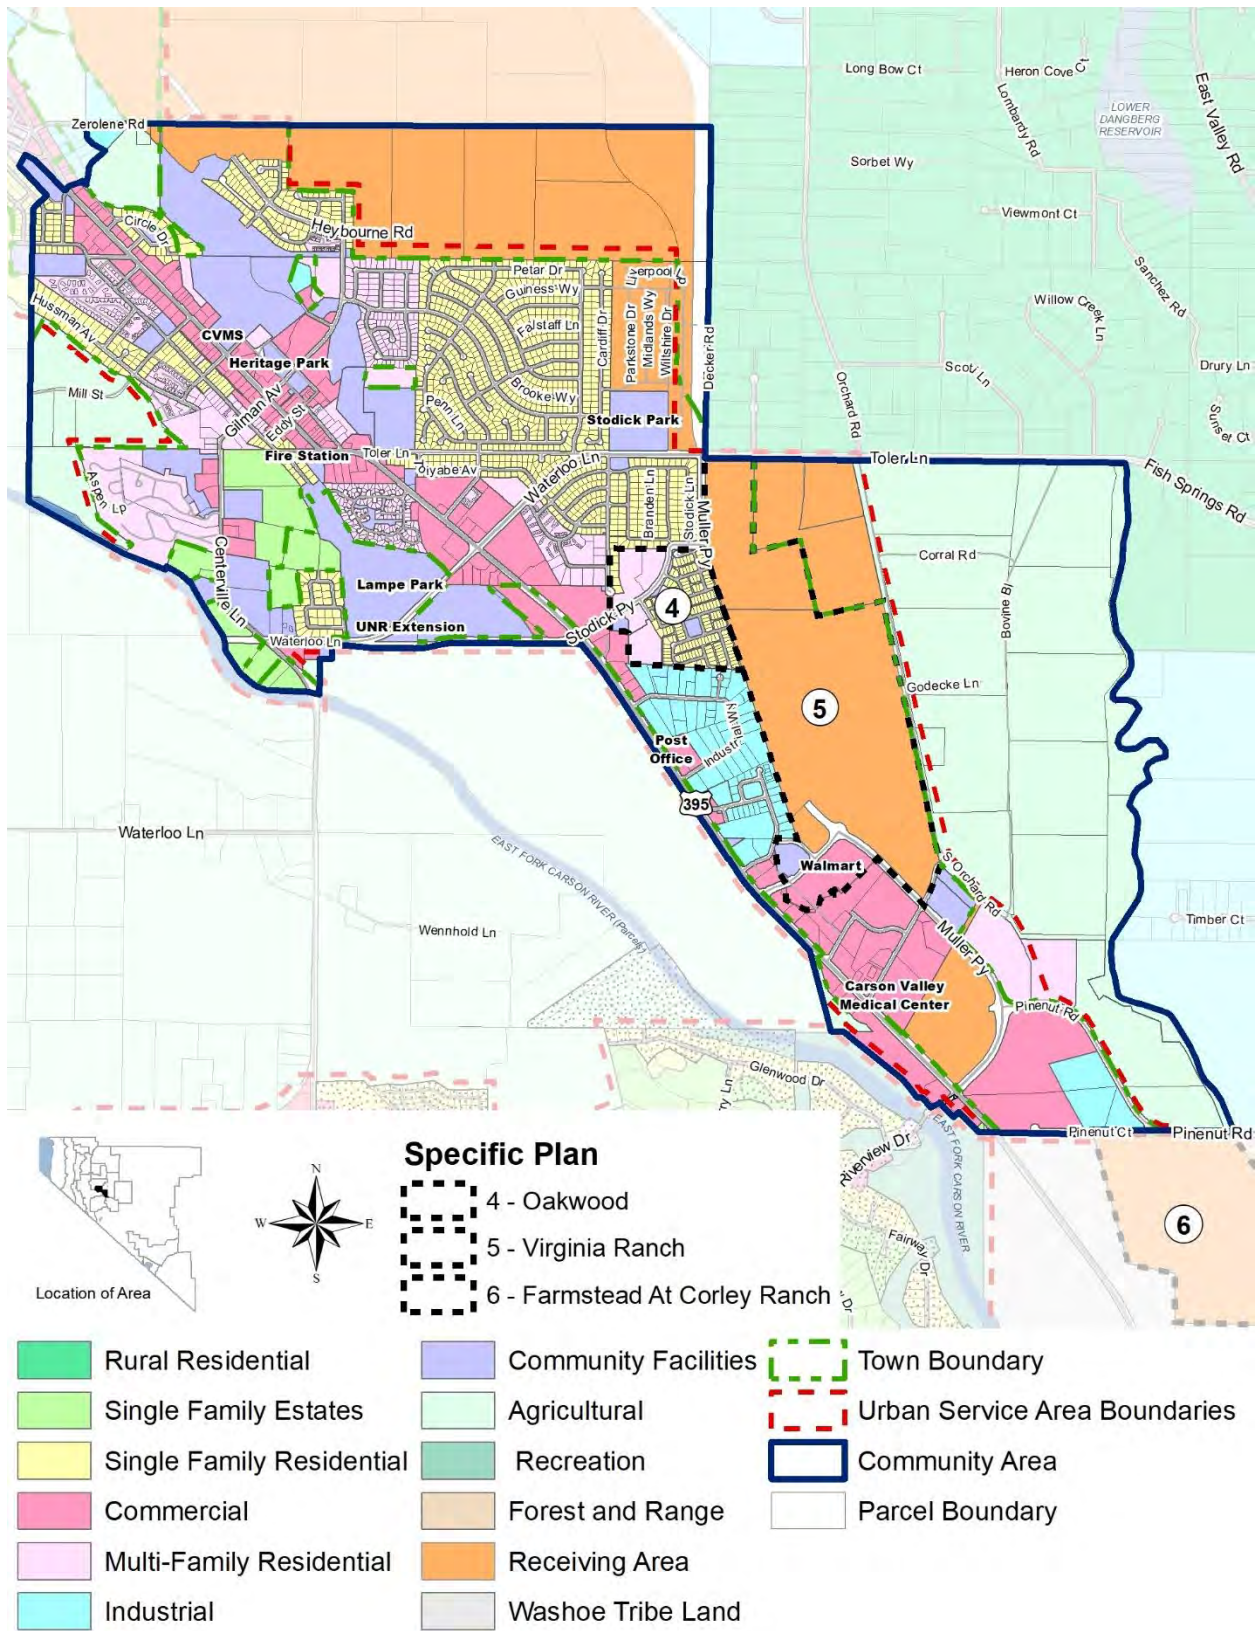 Long Bow Ct
Heron Cove Ct
East Valley Rd
Lombardy Rd
LOWER
DANGBERG
RESERVOIR
Zerolene Rd
Sorbet Wy
Viewmont Ct
Circle Dr
Heybourne Rd
Sanchez Rd
Petar Dr
Liverpool Lp
Guiness Wy
Willow Creek Ln
Hussman Av
Falstaff Ln
Cardiff Dr
Parkstone Dr
Midlands Wy
Wiltshire Dr
Decker Rd
CVMS
Heritage Park
Scott Ln
Drury Ln
Mill St
Gilman Av
Penn Ln
Brooke Wy
Orchard Rd
Sunset Ct
Eddy St
Stodick Park
Fire Station
Toler Ln
Toiyabe Av
Waterloo Ln
Toler Ln
Fish Springs Rd
Aspen Lp
Branden Ln
Stodick Ln
Muller Py
Centerville Ln
Corral Rd
Bovine Bl
Lampe Park
4
UNR Extension
Stodick Py
Waterloo Ln
Godecke Ln
5
Post
Office
Industrial Wy
395
Waterloo Ln
EAST FORK CARSON RIVER (Parcels)
Walmart
S Orchard Rd
Timber Ct
Wennhold Ln
Muller Py
Carson Valley
Medical Center
Pinenut Rd
Glenwood Dr
ry Ln
Riverview Dr
EAST FORK CARSON RIVER
Pinenut Ct
Pinenut Rd
Fairway Dr
Dr
6
N
W
E
S
Location of Area
Specific Plan
4 - Oakwood
5 - Virginia Ranch
6 - Farmstead At Corley Ranch
Rural Residential
Single Family Estates
Single Family Residential
Commercial
Multi-Family Residential
Industrial
Community Facilities
Agricultural
Recreation
Forest and Range
Receiving Area
Washoe Tribe Land
Town Boundary
Urban Service Area Boundaries
Community Area
Parcel Boundary